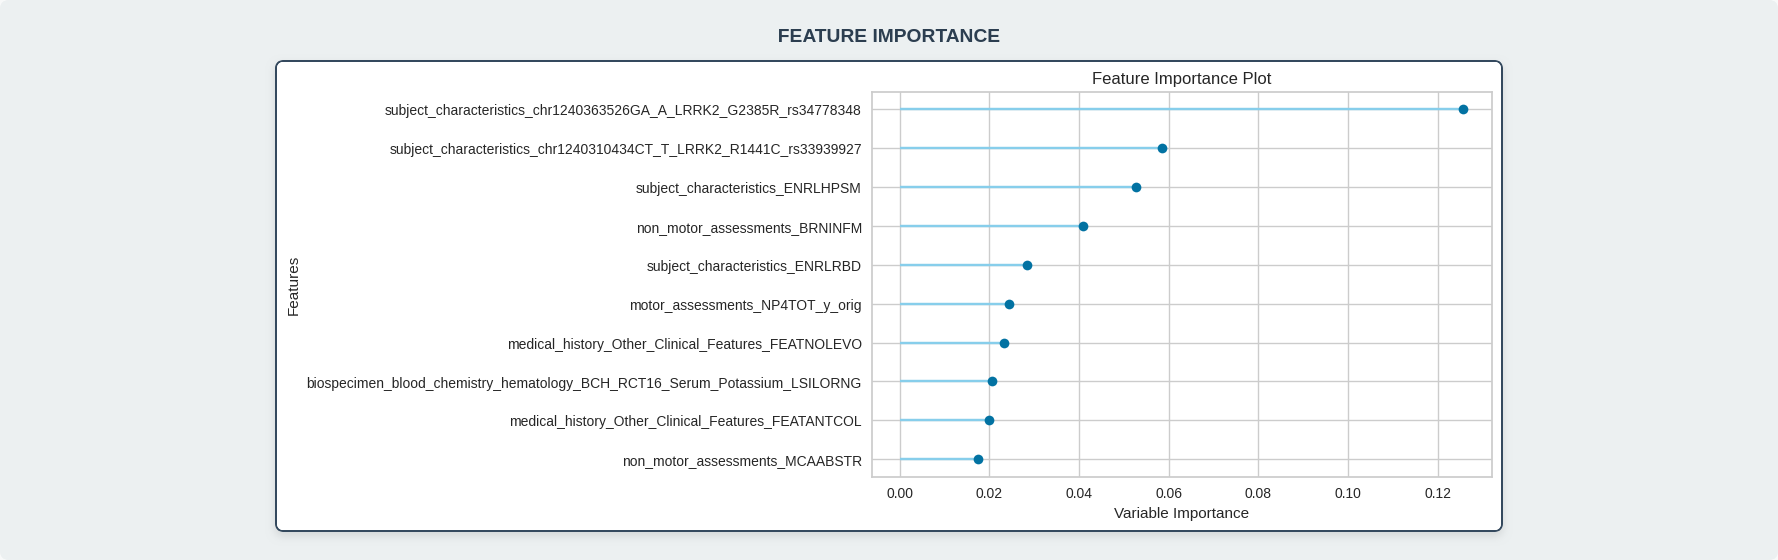 FEATURE IMPORTANCE
Feature Importance Plot
subject_characteristics_chr1240363526GA_A_LRRK2_G2385R_rs34778348
subject_characteristics_chr1240310434CT_T_LRRK2_R1441C_rs33939927
subject_characteristics_ENRLHPSM
non_motor_assessments_BRNINFM
subject_characteristics_ENRLRBD
motor_assessments_NP4TOT_y_orig
medical_history_Other_Clinical_Features_FEATNOLEVO
biospecimen_blood_chemistry_hematology_BCH_RCT16_Serum_Potassium_LSILORNG
medical_history_Other_Clinical_Features_FEATANTCOL
non_motor_assessments_MCAABSTR
Features
0.00 0.02 0.04 0.06 0.08 0.10 0.12
Variable Importance